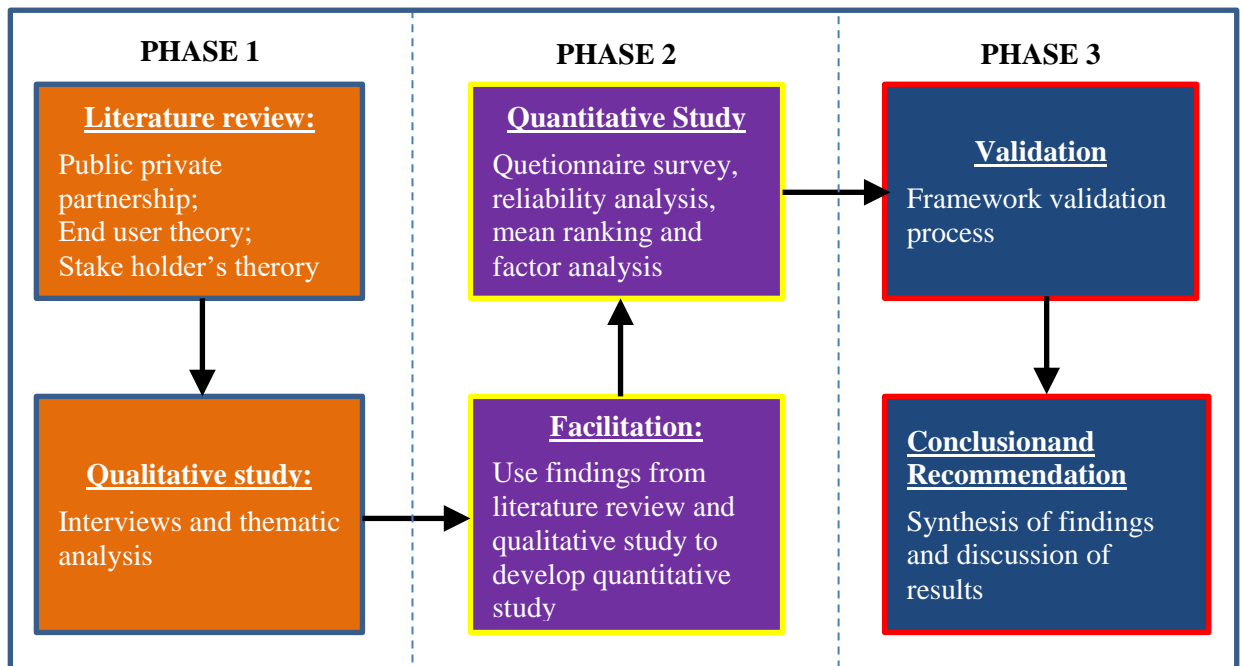 PHASE 1
Literature review:
Public private
partnership;
End user theory;
Stake holder's therory
Qualitative study:
Interviews and thematic
analysis
PHASE 2
Quantitative Study
Quetionnaire survey,
reliability analysis,
mean ranking and
factor analysis
Facilitation:
Use findings from
literature review and
qualitative study to
develop quantitative
study
PHASE 3
Validation
Framework validation
process
Conclusionand
Recommendation
Synthesis of findings
and discussion of
results